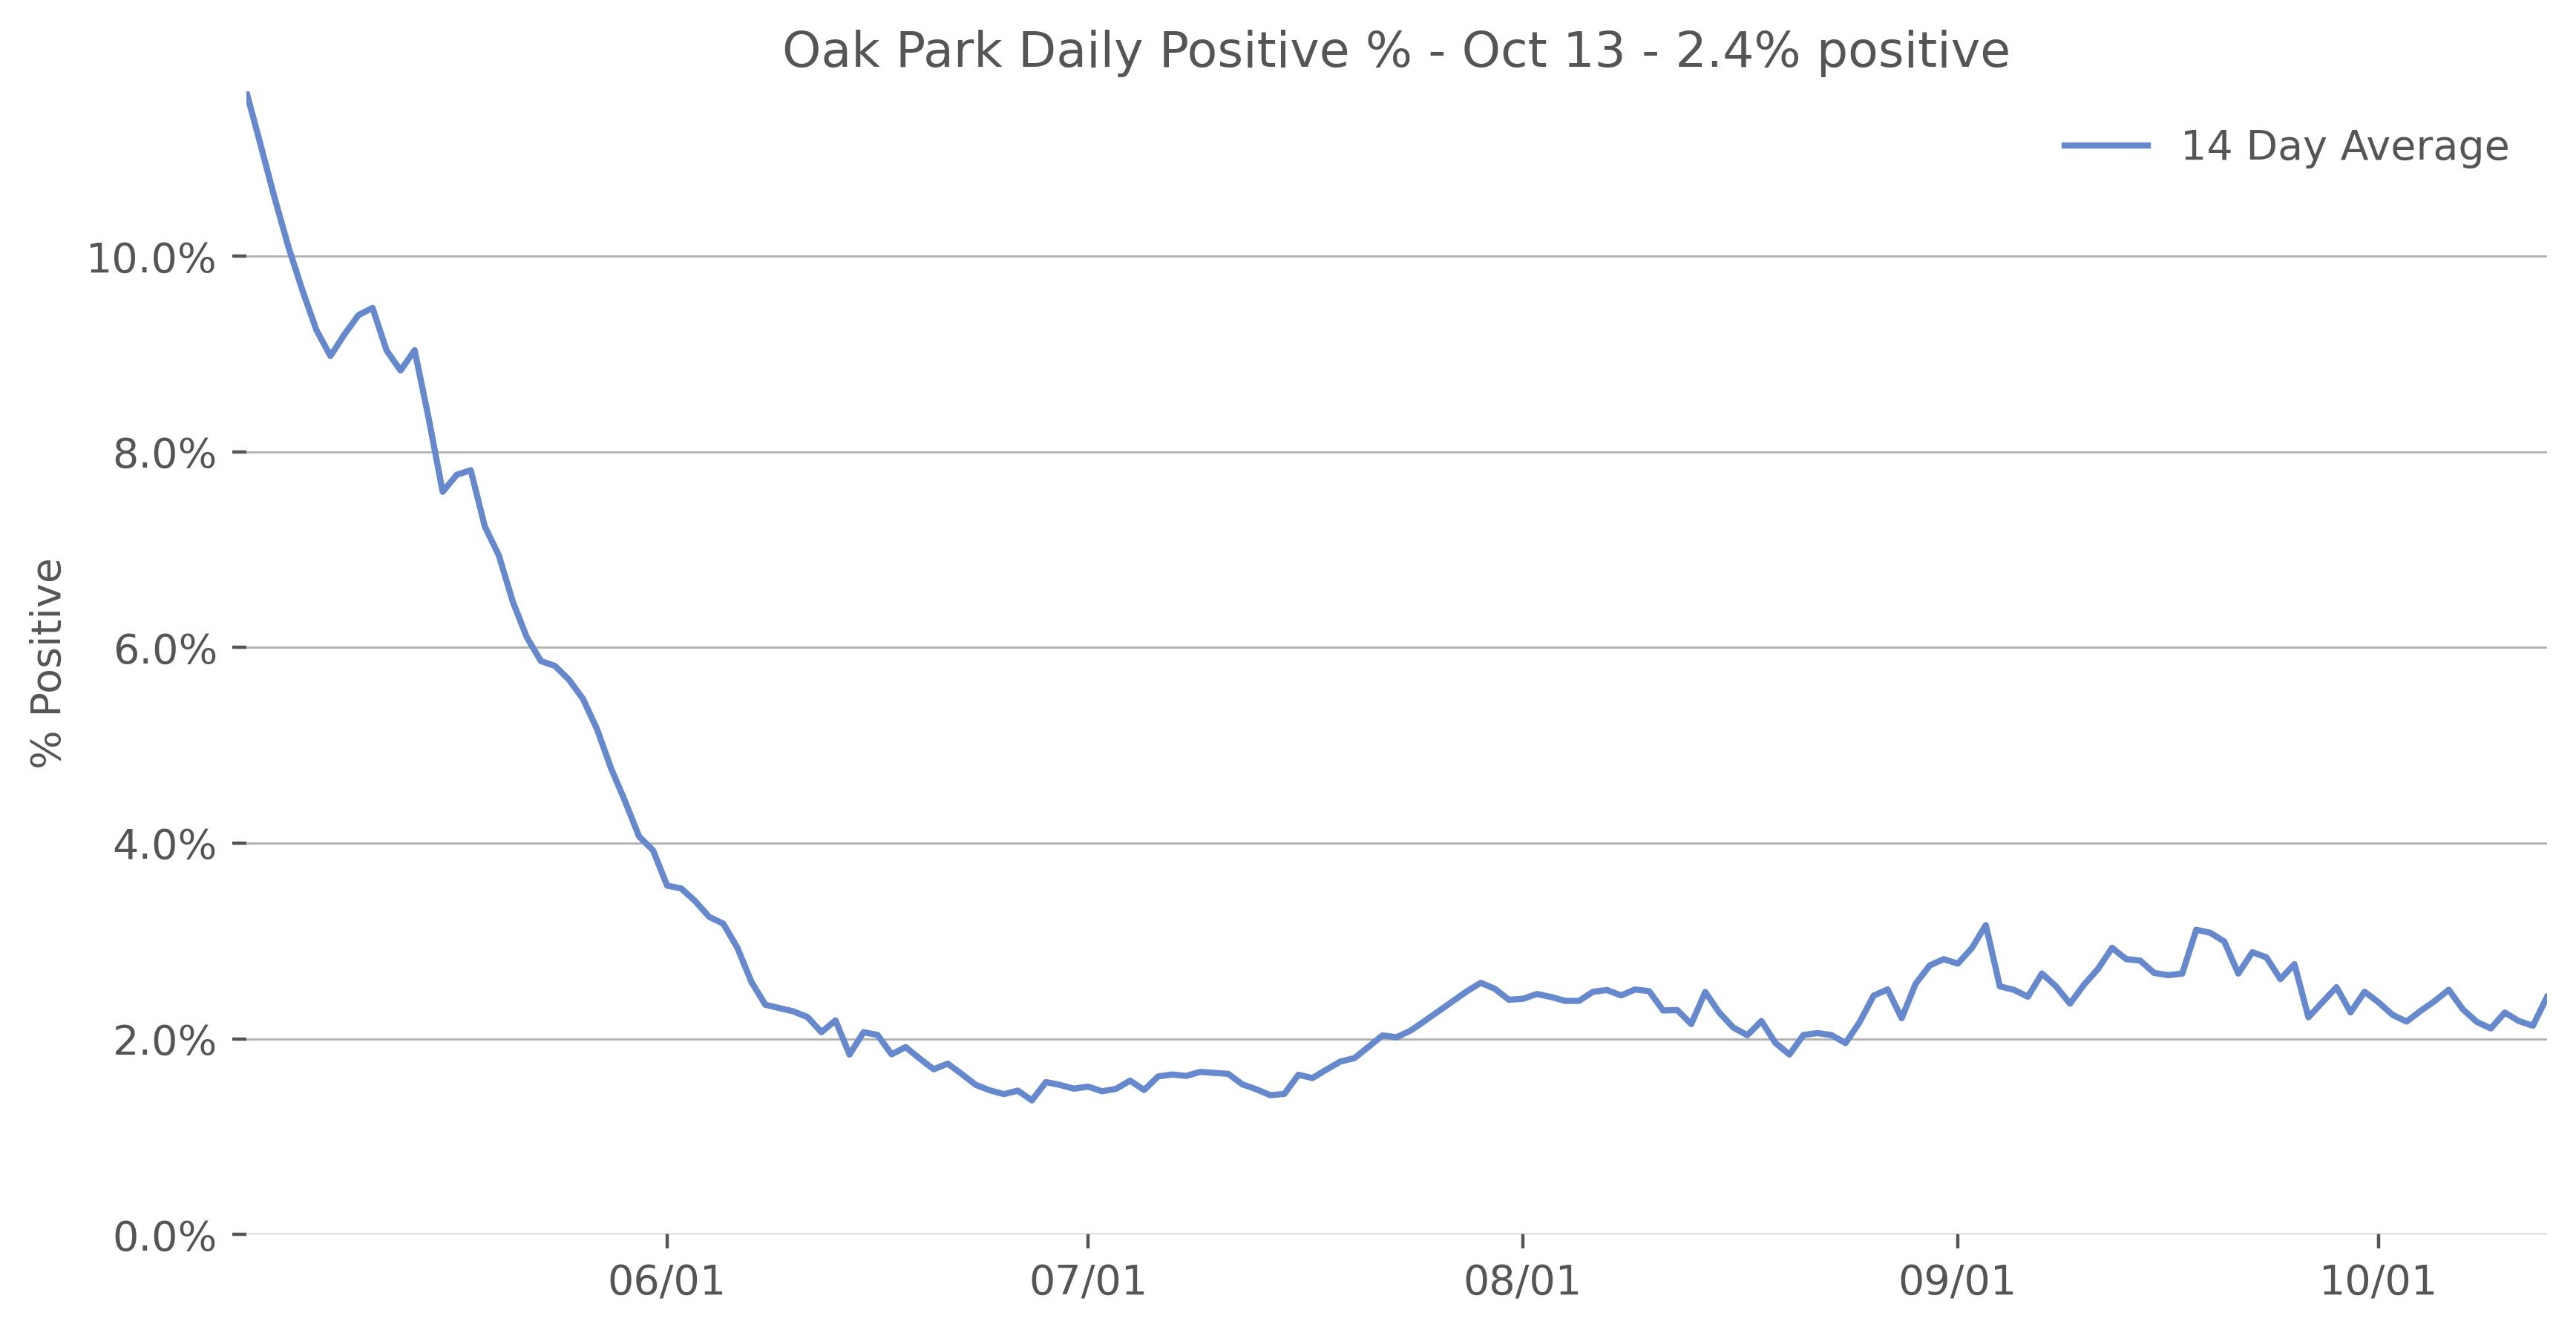 Oak Park Daily Positive % - Oct 13 - 2.4% positive
14 Day Average
10.0%
8.0%
6.0%
4.0%
2.0%
0.0%
% Positive
06/01 07/01 08/01 09/01 10/01